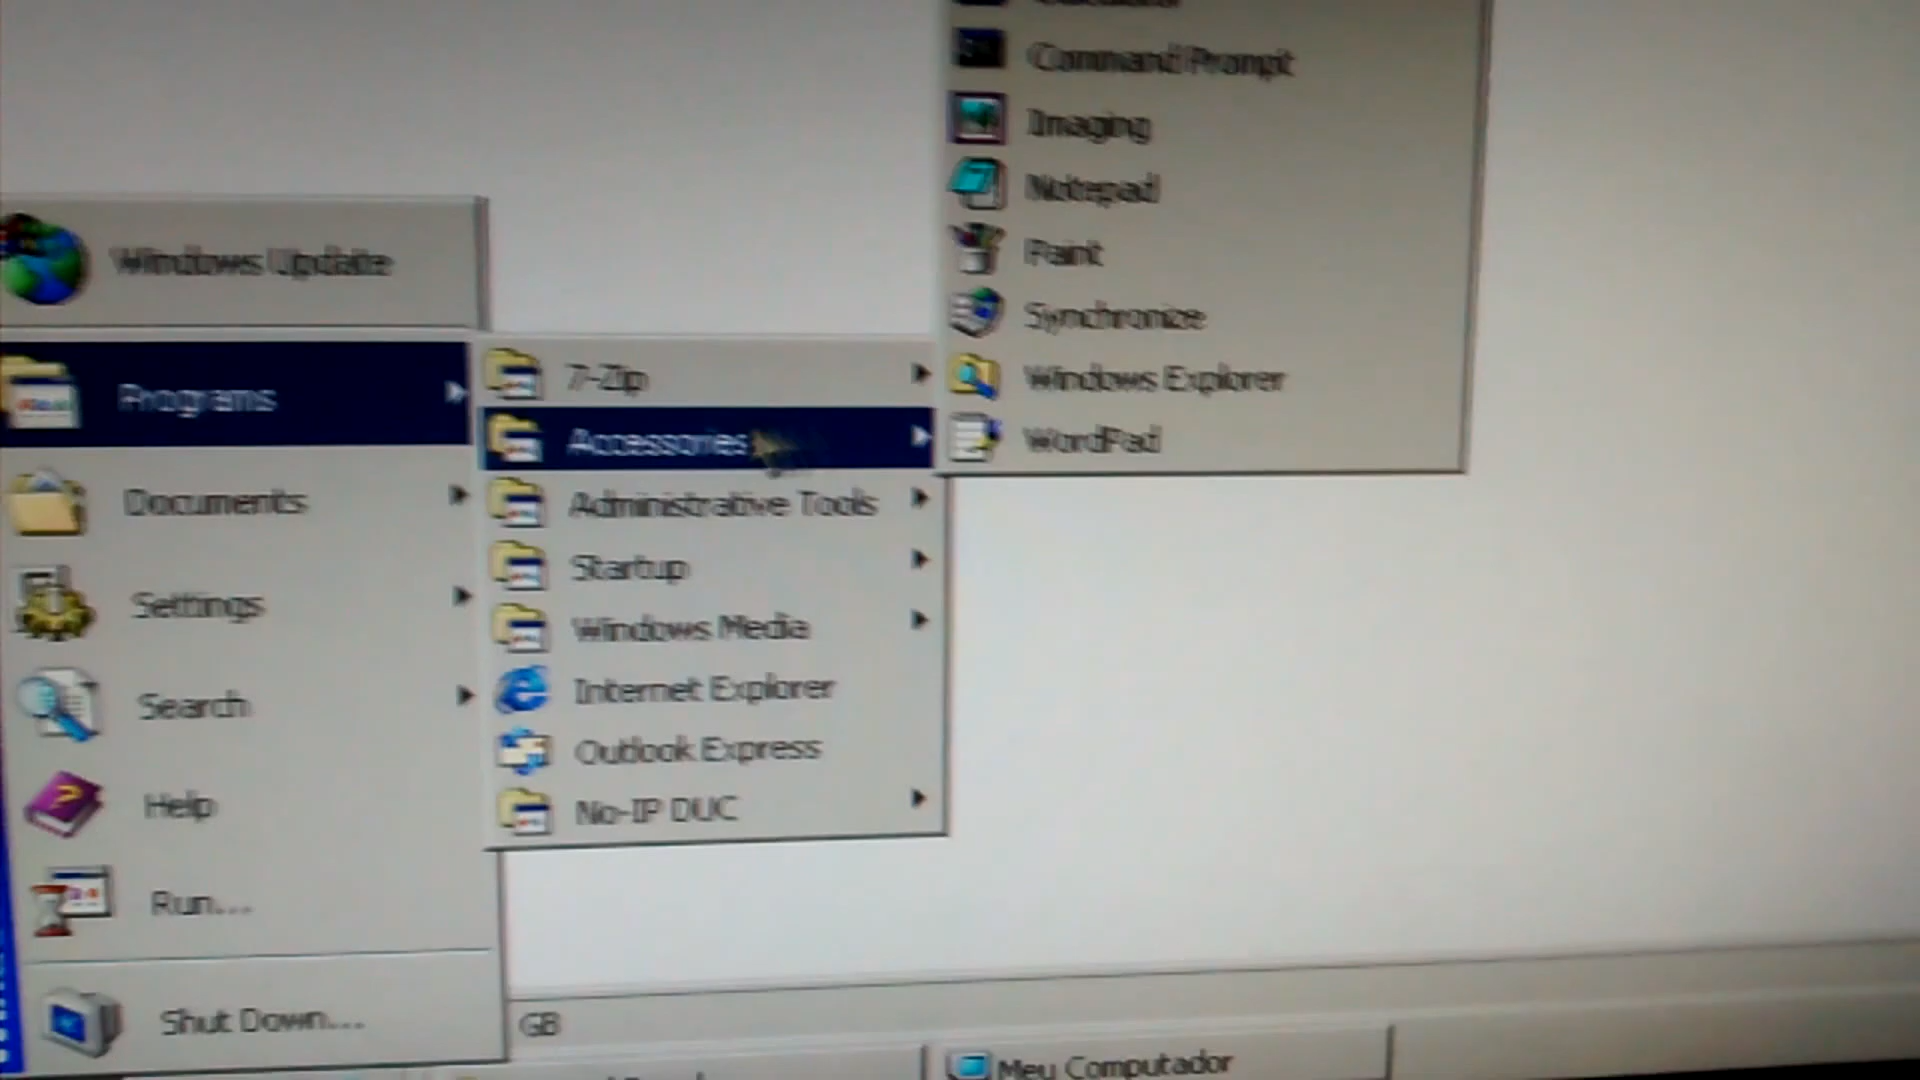 Command Prompt
Imaging
Notepad
Paint
Synchronize
Windows Explorer
WordPad
Windows Update
Programs
Documents
Settings
Search
Help
Run...
Shut Down...
7-Zip
Accessories
Administrative Tools
Startup
Windows Media
Internet Explorer
Outlook Express
No-IP DUC
GB
Meu Computador